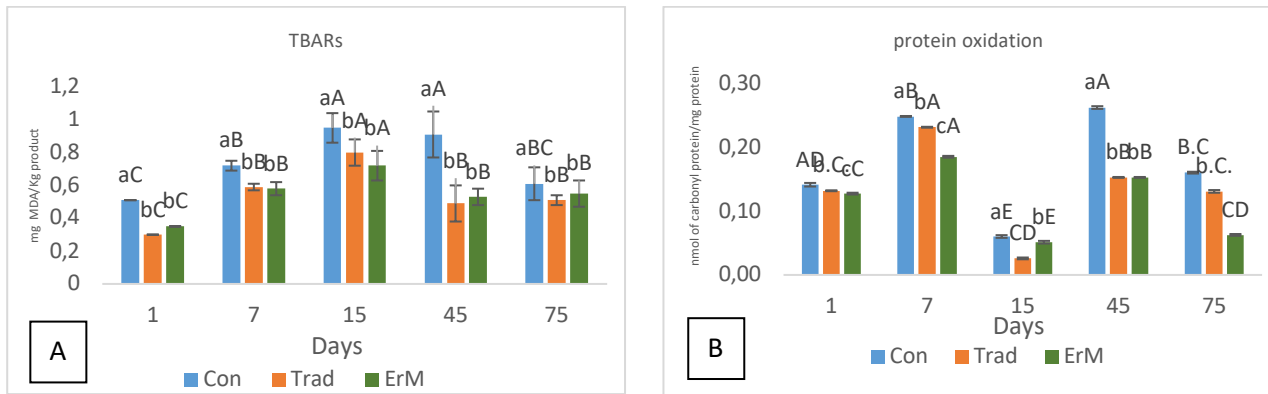 TBARs
mg MDA/Kg product
1,2
1
0,8
0,6
0,4
0,2
0
aC
bC
bC
aB
bB
bB
aA
bA
bA
aA
bB
bB
aBC
bB
bB
1 7 15 45 75
Days
Con Trad ErM
A
protein oxidation
nmol of carbonyl protein/mg protein
0,30
0,20
0,10
0,00
AD
b.C.
cC
aB
bA
cA
aE
CD
bE
aA
bB
bB
B.C
b.C.
CD
1 7 15 45 75
Days
Con Trad ErM
B